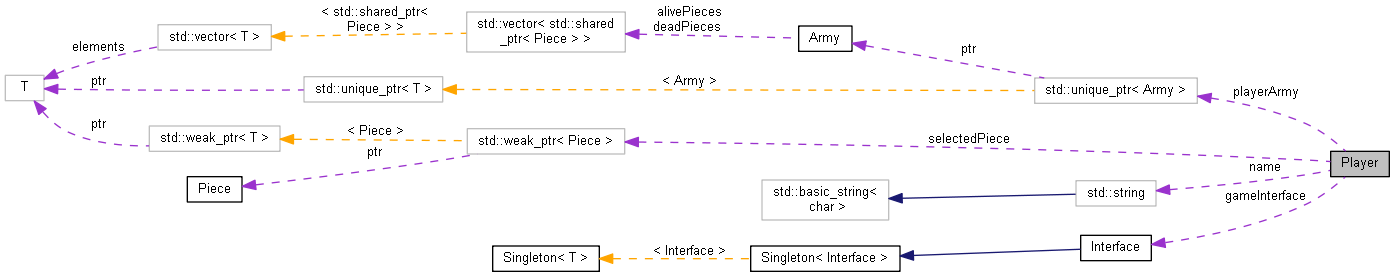 < std::shared_ptr<
Piece > >
std::vector< T >
elements
std::vector< std::shared
_ptr< Piece > >
alivePieces
deadPieces
Army
ptr
T
ptr
std::unique_ptr< T >
< Army >
std::unique_ptr< Army >
playerArmy
ptr
std::weak_ptr< T >
< Piece >
std::weak_ptr< Piece >
selectedPiece
ptr
Piece
Player
name
std::basic_string<
char >
std::string
gameInterface
Singleton< T >
< Interface >
Singleton< Interface >
Interface